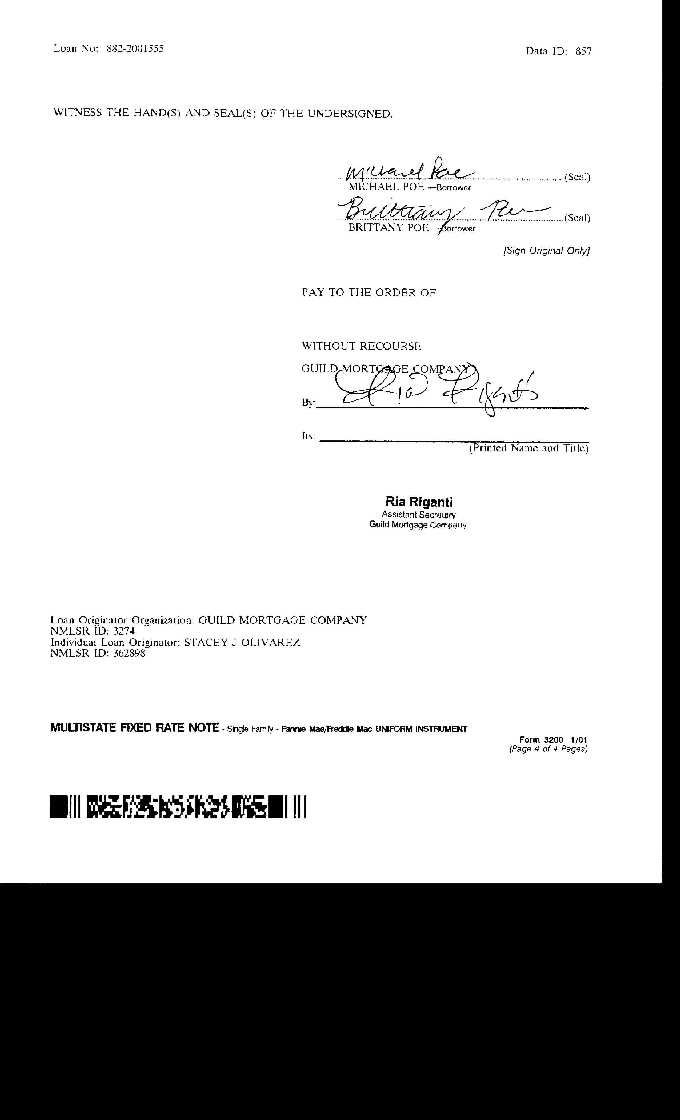 Loan No: 882-2001555
Data ID: 857
WITNESS THE HAND(S) AND SEAL(S) OF THE UNDERSIGNED.
Michael Poe (Seal)
MICHAEL POE —Borrower
Brittany Poe (Seal)
BRITTANY POE —Borrower
[Sign Original Only]
PAY TO THE ORDER OF
WITHOUT RECOURSE
GUILD MORTGAGE COMPANY
By: Ria Riganti
Its:
(Printed Name and Title)
Ria Riganti
Assistant Secretary
Guild Mortgage Company
Loan Originator Organization: GUILD MORTGAGE COMPANY
NMLSR ID: 3274
Individual Loan Originator: STACEY J OLIVAREZ
NMLSR ID: 362898
MULTISTATE FIXED RATE NOTE - Single Family - Fannie Mae/Freddie Mac UNIFORM INSTRUMENT
Form 3200 1/01
(Page 4 of 4 Pages)